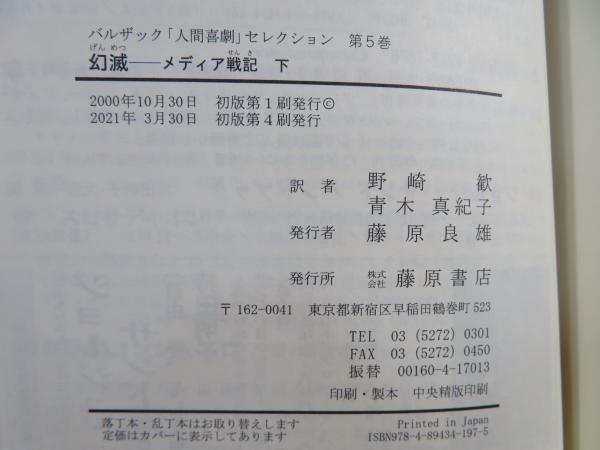 バルザック「人間喜劇」セレクション 第5巻
げんめつ せんき
幻滅――メディア戦記 下
2000年10月30日 初版第1刷発行©
2021年 3月30日 初版第4刷発行
訳者 野崎 歓
青木 真紀子
発行者 藤原良雄
発行所 株式会社 藤原書店
〒162-0041 東京都新宿区早稲田鶴巻町523
TEL 03 (5272) 0301
FAX 03 (5272) 0450
振替 00160-4-17013
印刷・製本 中央精版印刷
落丁本・乱丁本はお取り替えします
定価はカバーに表示してあります
Printed in Japan
ISBN978-4-89434-197-5